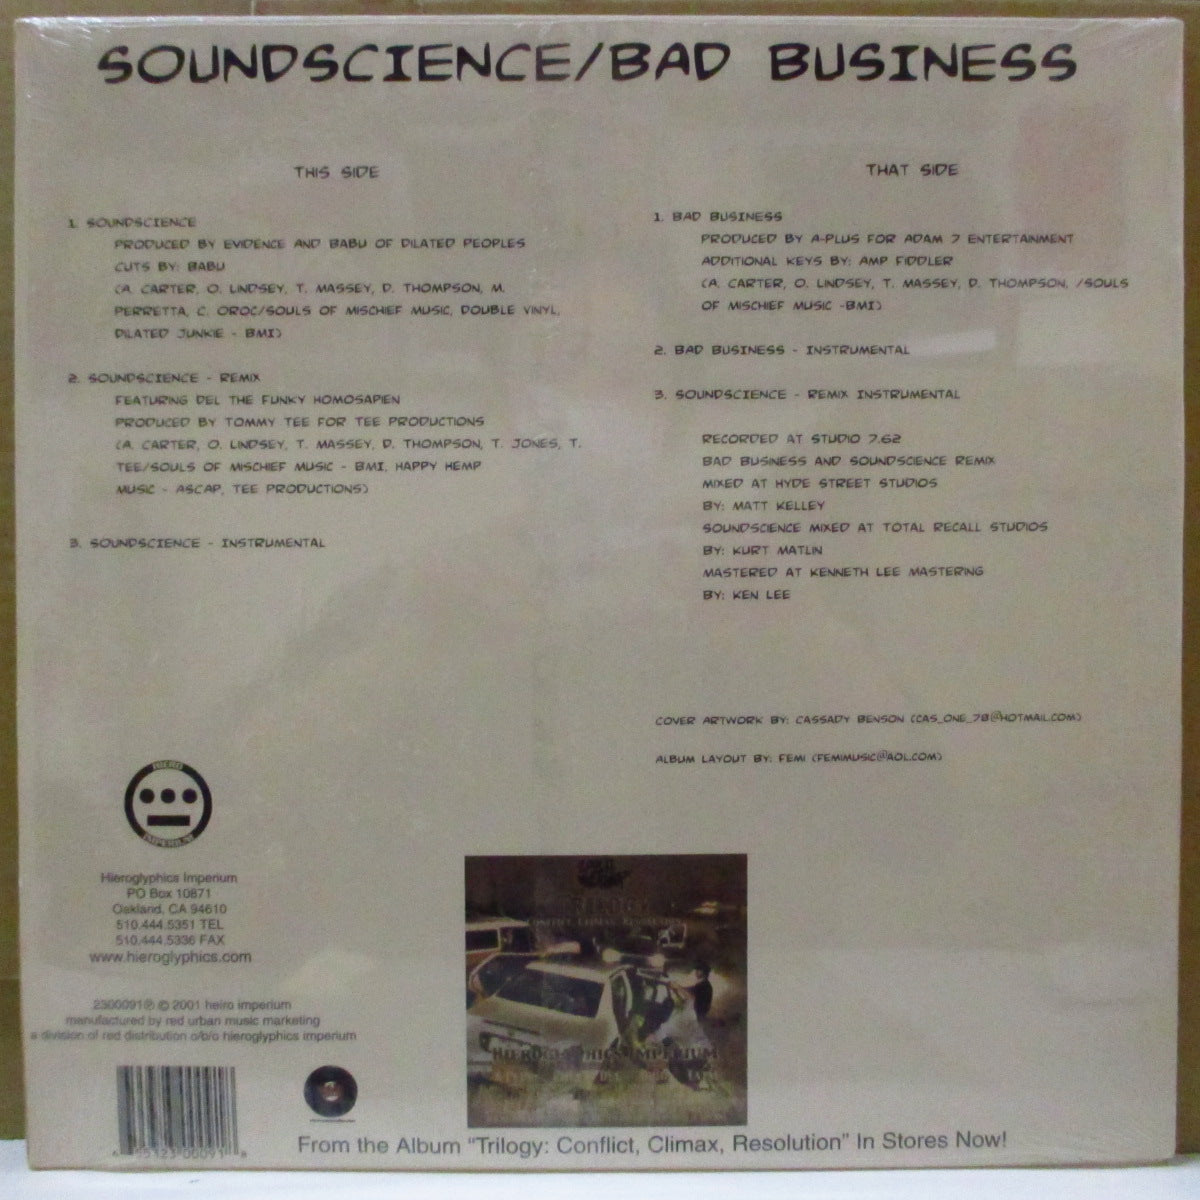 SOUNDSCIENCE/BAD BUSINESS
THIS SIDE
1. SOUNDSCIENCE
PRODUCED BY EVIDENCE AND BABU OF DILATED PEOPLES
CUTS BY: BABU
(A. CARTER, O. LINDSEY, T. MASSEY, D. THOMPSON, M.
PERRETTA, C. OROC/SOULS OF MISCHIEF MUSIC, DOUBLE VINYL,
DILATED JUNKIE - BMI)
2. SOUNDSCIENCE - REMIX
FEATURING DEL THE FUNKY HOMOSAPIEN
PRODUCED BY TOMMY TEE FOR TEE PRODUCTIONS
(A. CARTER, O. LINDSEY, T. MASSEY, D. THOMPSON, T. JONES, T.
TEE/SOULS OF MISCHIEF MUSIC - BMI, HAPPY HEMP
MUSIC - ASCAP, TEE PRODUCTIONS)
3. SOUNDSCIENCE - INSTRUMENTAL
THAT SIDE
1. BAD BUSINESS
PRODUCED BY A-PLUS FOR ADAM 7 ENTERTAINMENT
ADDITIONAL KEYS BY: AMP FIDDLER
(A. CARTER, O. LINDSEY, T. MASSEY, D. THOMPSON, /SOULS
OF MISCHIEF MUSIC -BMI)
2. BAD BUSINESS - INSTRUMENTAL
3. SOUNDSCIENCE - REMIX INSTRUMENTAL
RECORDED AT STUDIO 7.62
BAD BUSINESS AND SOUNDSCIENCE REMIX
MIXED AT HYDE STREET STUDIOS
BY: MATT KELLEY
SOUNDSCIENCE MIXED AT TOTAL RECALL STUDIOS
BY: KURT MATLIN
MASTERED AT KENNETH LEE MASTERING
BY: KEN LEE
COVER ARTWORK BY: CASSADY BENSON (CAS_ONE_78@HOTMAIL.COM)
ALBUM LAYOUT BY: FEMI (FEMIMUSIC@AOL.COM)
HIERO
IMPERIUM
Hieroglyphics Imperium
PO Box 10871
Oakland, CA 94610
510.444.5351 TEL
510.444.5336 FAX
www.hieroglyphics.com
2300091℗ © 2001 heiro imperium
manufactured by red urban music marketing
a division of red distribution o/b/o hieroglyphics imperium
TRILOGY
CONFLICT, CLIMAX, RESOLUTION
HIEROGLYPHICS IMPERIUM
From the Album "Trilogy: Conflict, Climax, Resolution" In Stores Now!